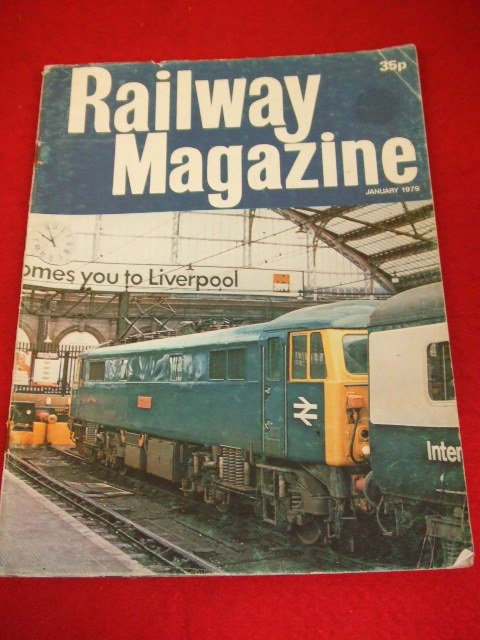 35p
Railway
Magazine
JANUARY 1979
omes you to Liverpool
Inter